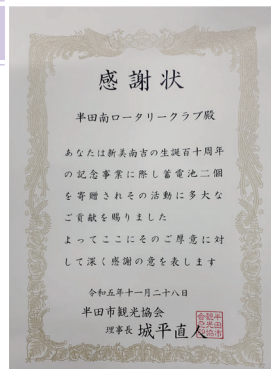 感謝状
半田南ロータリークラブ殿
あなたは新美南吉の生誕百十周年
の記念事業に際し蓄電池二個
を寄贈されその活動に多大な
ご貢献を賜りました
よってここにそのご厚意に対
して深く感謝の意を表します
令和五年十一月二十八日
半田市観光協会
理事長 城平直人